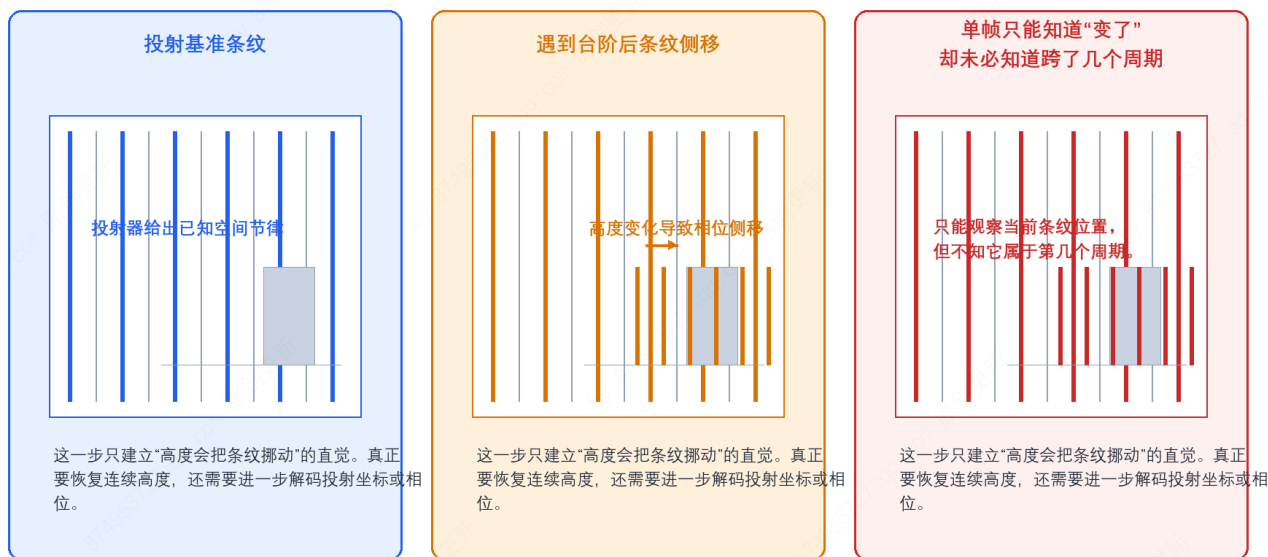 投射基准条纹
投射器给出已知空间节律
这一步只建立“高度会把条纹挪动”的直觉。真正
要恢复连续高度，还需要进一步解码投射坐标或相
位。
遇到台阶后条纹侧移
高度变化导致相位侧移
这一步只建立“高度会把条纹挪动”的直觉。真正
要恢复连续高度，还需要进一步解码投射坐标或相
位。
单帧只能知道“变了”
却未必知道跨了几个周期
只能观察当前条纹位置，
但不知它属于第几个周期。
这一步只建立“高度会把条纹挪动”的直觉。真正
要恢复连续高度，还需要进一步解码投射坐标或相
位。